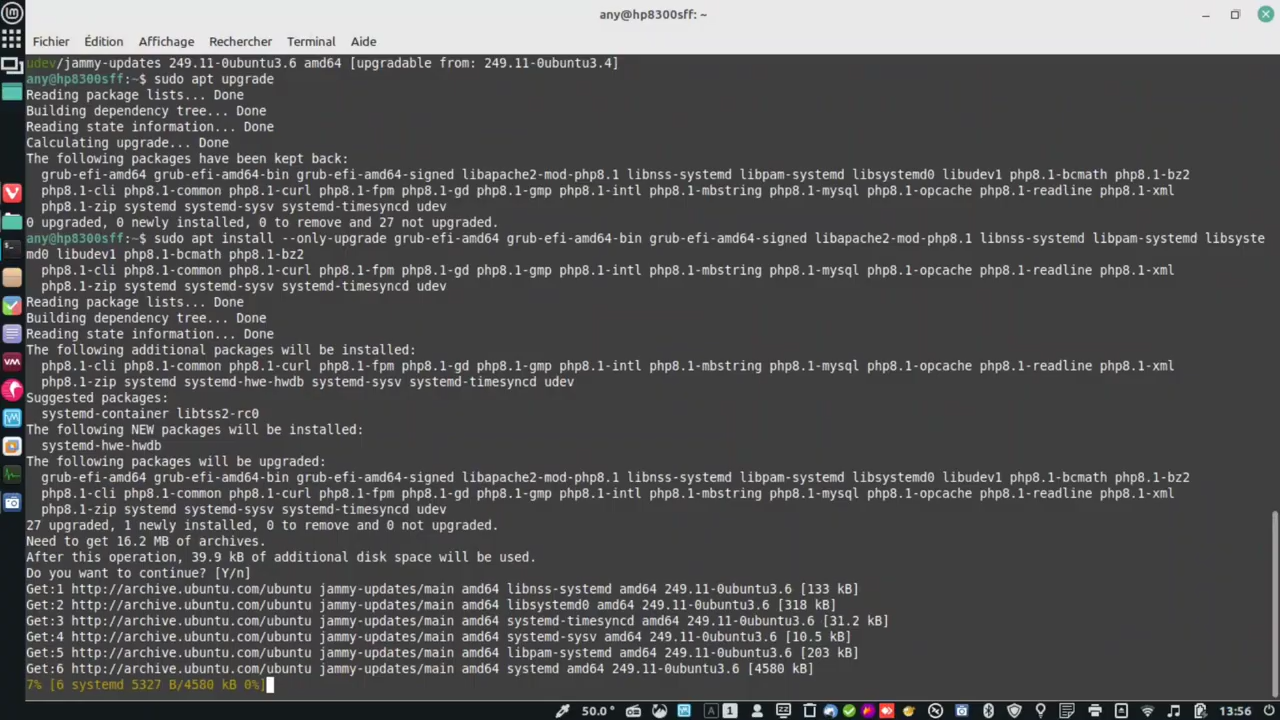 any@hp8300sff: ~
Fichier Édition Affichage Rechercher Terminal Aide
udev/jammy-updates 249.11-0ubuntu3.6 amd64 [upgradable from: 249.11-0ubuntu3.4]
any@hp8300sff:~$ sudo apt upgrade
Reading package lists... Done
Building dependency tree... Done
Reading state information... Done
Calculating upgrade... Done
The following packages have been kept back:
grub-efi-amd64 grub-efi-amd64-bin grub-efi-amd64-signed libapache2-mod-php8.1 libnss-systemd libpam-systemd libsystemd0 libudev1 php8.1-bcmath php8.1-bz2
php8.1-cli php8.1-common php8.1-curl php8.1-fpm php8.1-gd php8.1-gmp php8.1-intl php8.1-mbstring php8.1-mysql php8.1-opcache php8.1-readline php8.1-xml
php8.1-zip systemd systemd-sysv systemd-timesyncd udev
0 upgraded, 0 newly installed, 0 to remove and 27 not upgraded.
any@hp8300sff:~$ sudo apt install --only-upgrade grub-efi-amd64 grub-efi-amd64-bin grub-efi-amd64-signed libapache2-mod-php8.1 libnss-systemd libpam-systemd libsyste
md0 libudev1 php8.1-bcmath php8.1-bz2
php8.1-cli php8.1-common php8.1-curl php8.1-fpm php8.1-gd php8.1-gmp php8.1-intl php8.1-mbstring php8.1-mysql php8.1-opcache php8.1-readline php8.1-xml
php8.1-zip systemd systemd-sysv systemd-timesyncd udev
Reading package lists... Done
Building dependency tree... Done
Reading state information... Done
The following additional packages will be installed:
php8.1-cli php8.1-common php8.1-curl php8.1-fpm php8.1-gd php8.1-gmp php8.1-intl php8.1-mbstring php8.1-mysql php8.1-opcache php8.1-readline php8.1-xml
php8.1-zip systemd systemd-hwe-hwdb systemd-sysv systemd-timesyncd udev
Suggested packages:
systemd-container libtss2-rc0
The following NEW packages will be installed:
systemd-hwe-hwdb
The following packages will be upgraded:
grub-efi-amd64 grub-efi-amd64-bin grub-efi-amd64-signed libapache2-mod-php8.1 libnss-systemd libpam-systemd libsystemd0 libudev1 php8.1-bcmath php8.1-bz2
php8.1-cli php8.1-common php8.1-curl php8.1-fpm php8.1-gd php8.1-gmp php8.1-intl php8.1-mbstring php8.1-mysql php8.1-opcache php8.1-readline php8.1-xml
php8.1-zip systemd systemd-sysv systemd-timesyncd udev
27 upgraded, 1 newly installed, 0 to remove and 0 not upgraded.
Need to get 16.2 MB of archives.
After this operation, 39.9 kB of additional disk space will be used.
Do you want to continue? [Y/n]
Get:1 http://archive.ubuntu.com/ubuntu jammy-updates/main amd64 libnss-systemd amd64 249.11-0ubuntu3.6 [133 kB]
Get:2 http://archive.ubuntu.com/ubuntu jammy-updates/main amd64 libsystemd0 amd64 249.11-0ubuntu3.6 [318 kB]
Get:3 http://archive.ubuntu.com/ubuntu jammy-updates/main amd64 systemd-timesyncd amd64 249.11-0ubuntu3.6 [31.2 kB]
Get:4 http://archive.ubuntu.com/ubuntu jammy-updates/main amd64 systemd-sysv amd64 249.11-0ubuntu3.6 [10.5 kB]
Get:5 http://archive.ubuntu.com/ubuntu jammy-updates/main amd64 libpam-systemd amd64 249.11-0ubuntu3.6 [203 kB]
Get:6 http://archive.ubuntu.com/ubuntu jammy-updates/main amd64 systemd amd64 249.11-0ubuntu3.6 [4580 kB]
7% [6 systemd 5327 B/4580 kB 0%]
50.0° A 1 13:56